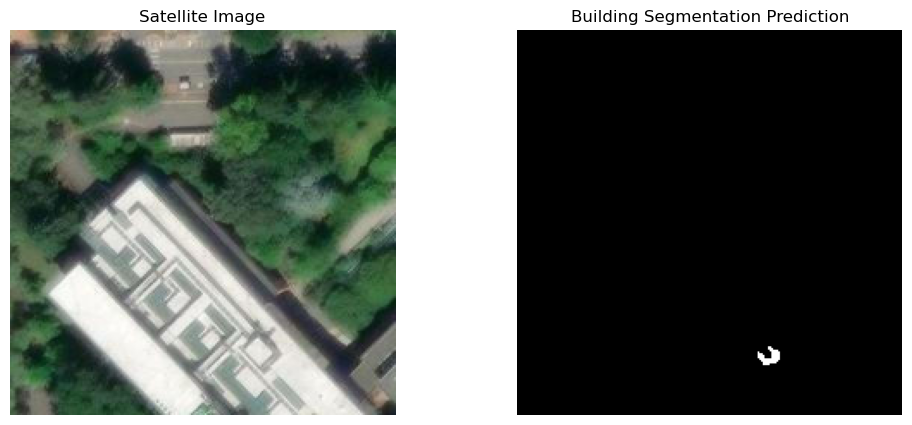 Satellite Image
Building Segmentation Prediction